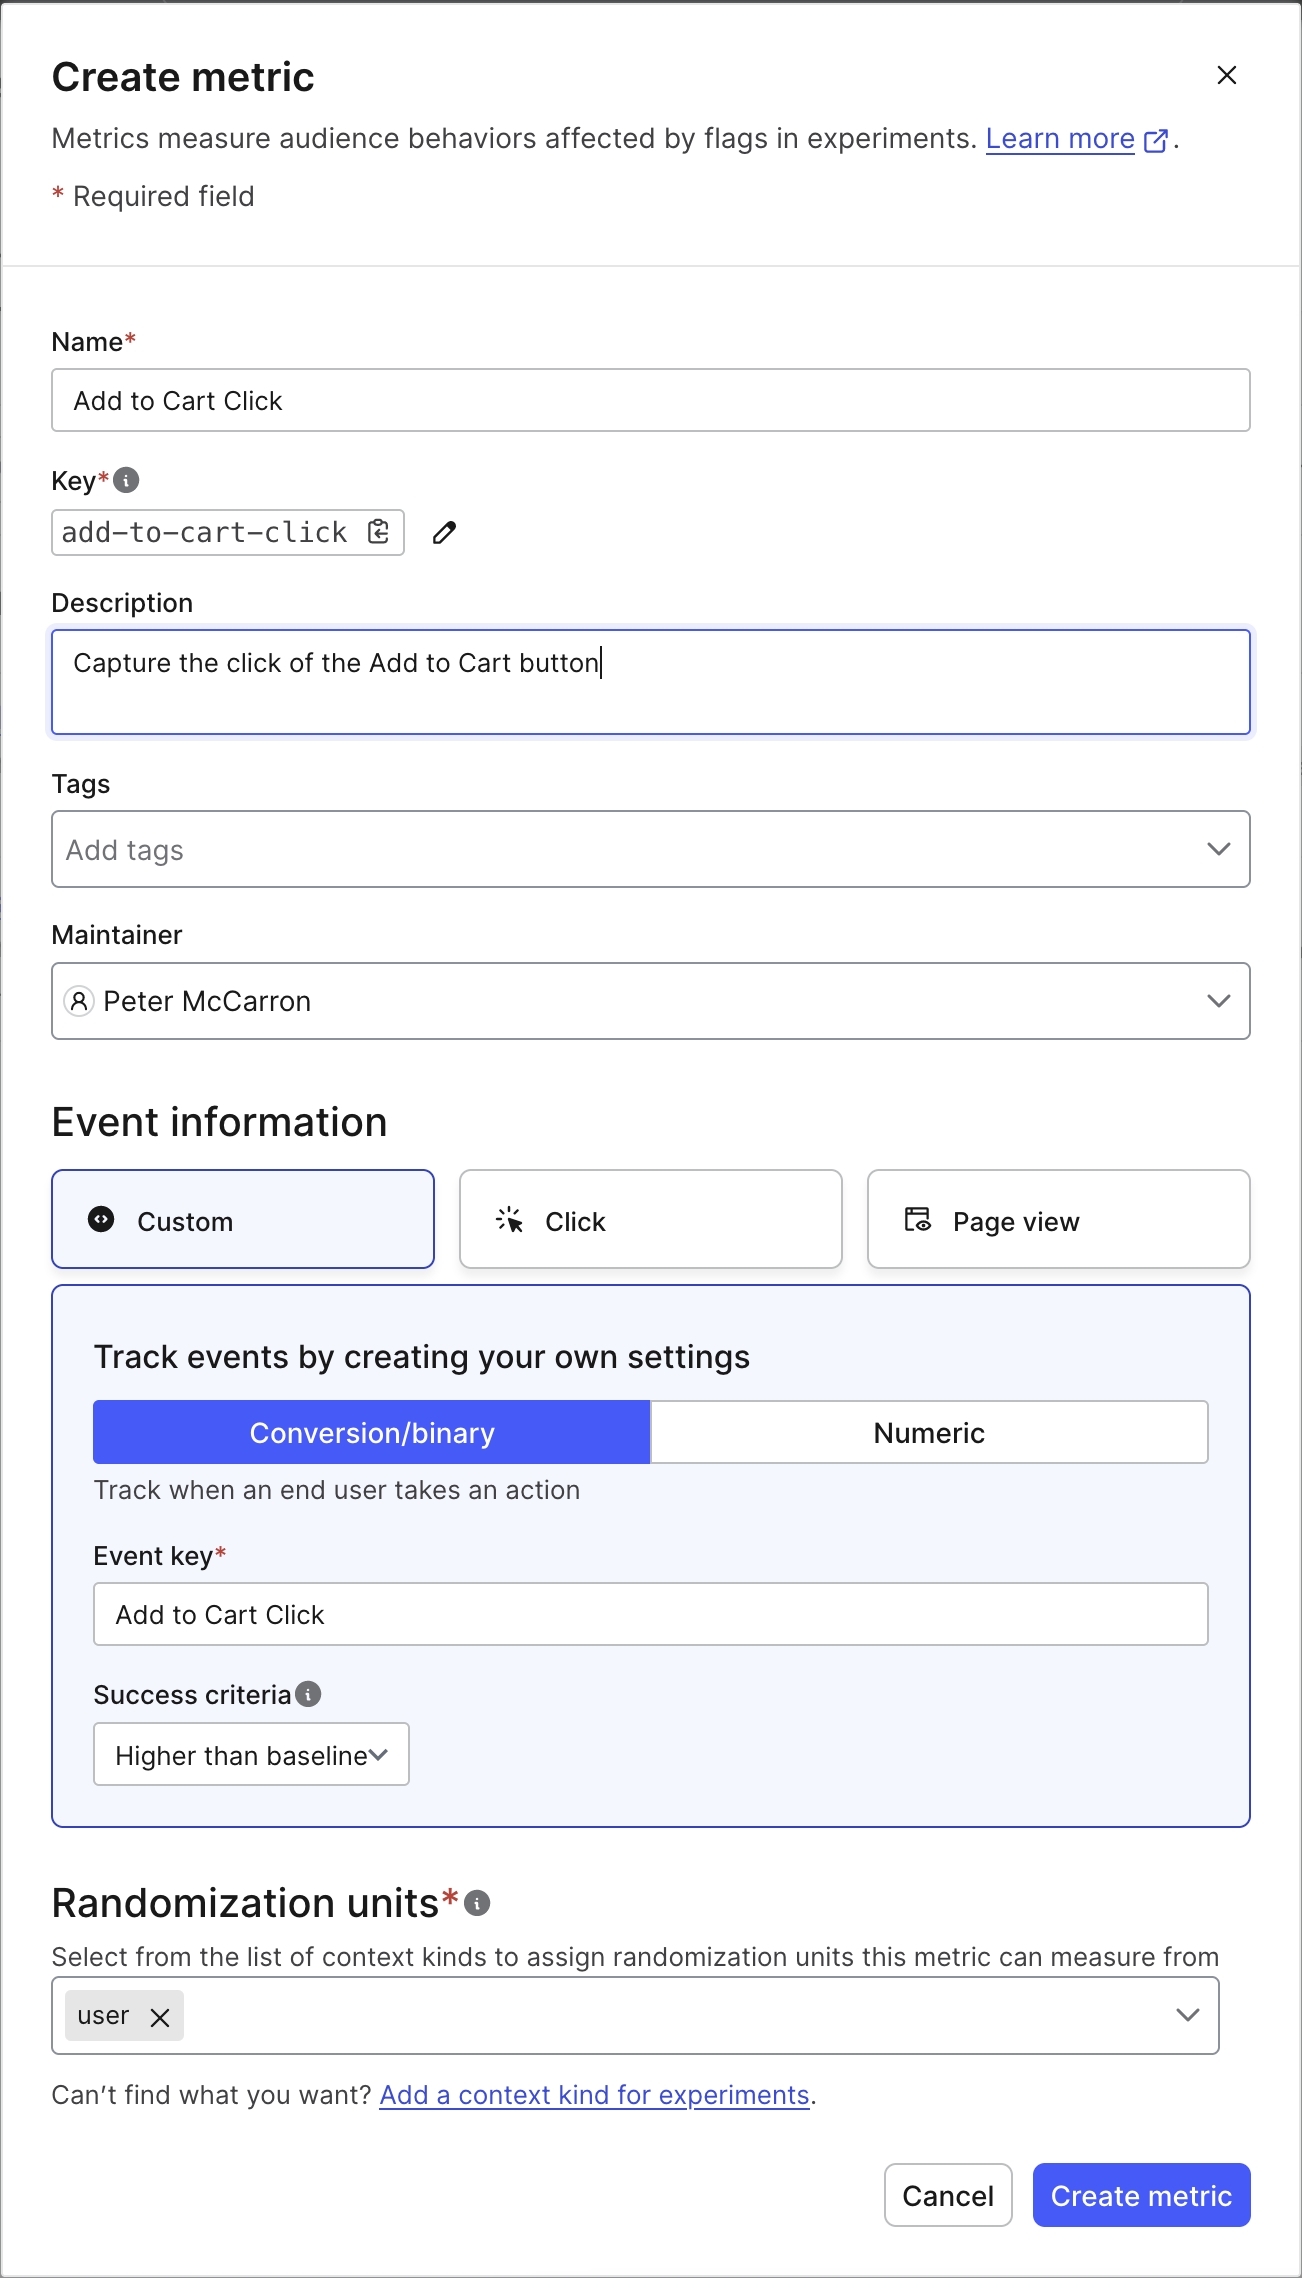 Create metric
Metrics measure audience behaviors affected by flags in experiments. Learn more.
* Required field
Name*
Add to Cart Click
Key*
add-to-cart-click
Description
Capture the click of the Add to Cart button
Tags
Add tags
Maintainer
Peter McCarron
Event information
Custom
Click
Page view
Track events by creating your own settings
Conversion/binary
Numeric
Track when an end user takes an action
Event key*
Add to Cart Click
Success criteria
Higher than baseline
Randomization units*
Select from the list of context kinds to assign randomization units this metric can measure from
user
Can’t find what you want? Add a context kind for experiments.
Cancel
Create metric